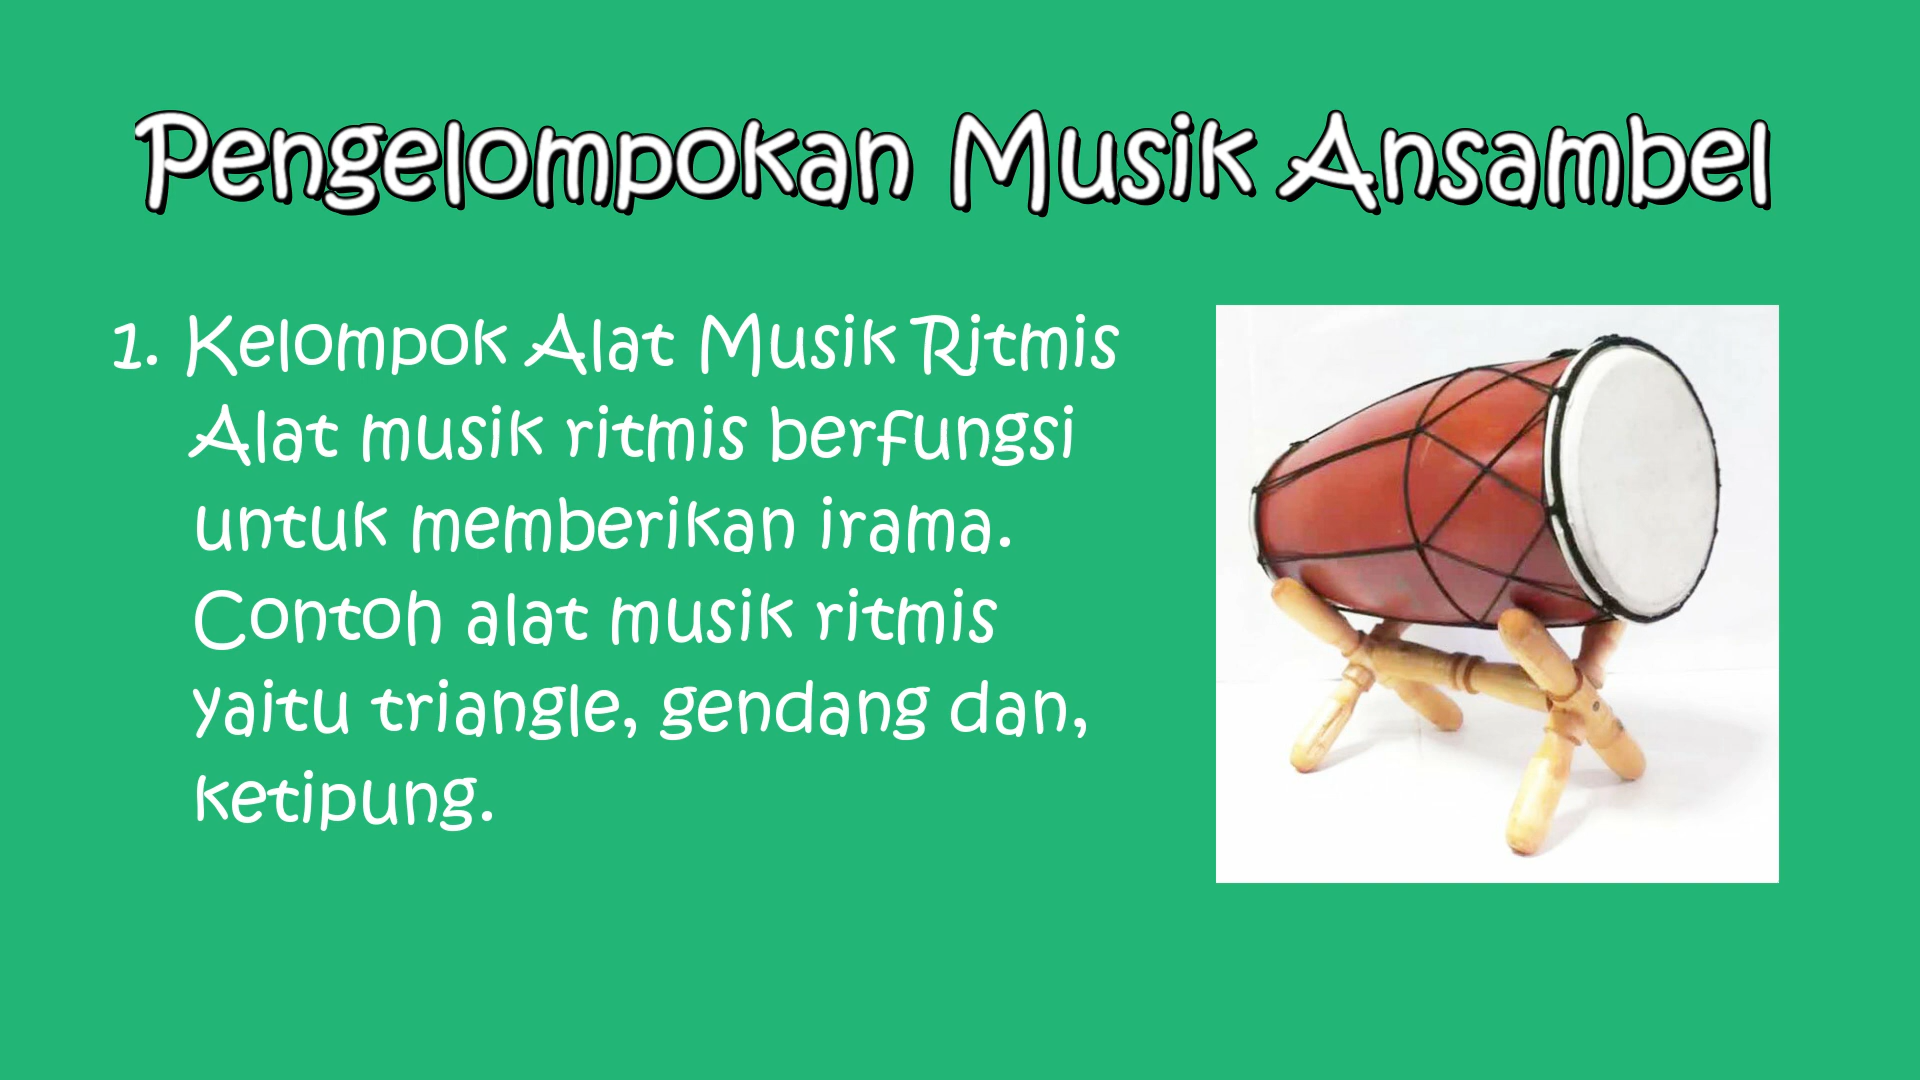 Pengelompokan Musik Ansambel
1. Kelompok Alat Musik Ritmis
Alat musik ritmis berfungsi
untuk memberikan irama.
Contoh alat musik ritmis
yaitu triangle, gendang dan,
ketipung.